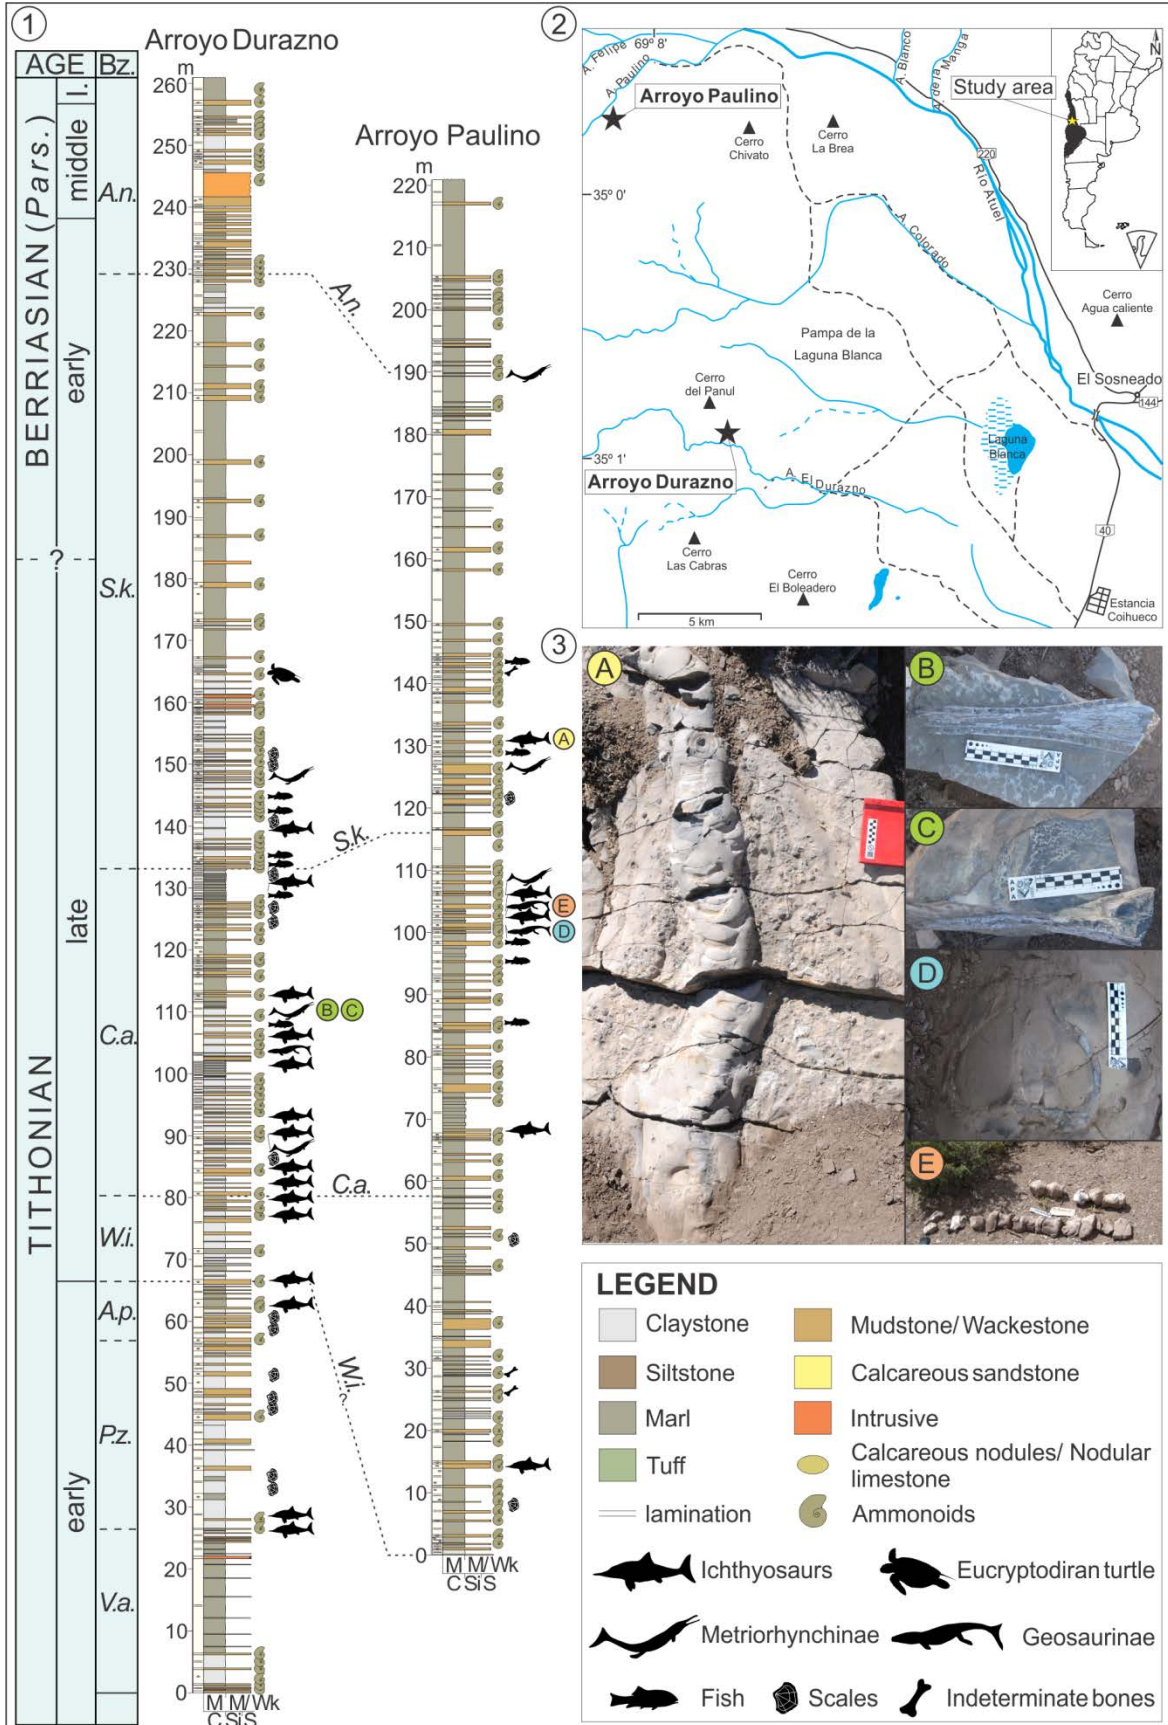 1
Arroyo Durazno
AGE
Bz.
m
BERRIASIAN (Pars.)
l.
middle
early
TITHONIAN
late
early
?
A.n.
S.k.
C.a.
W.i.
A.p.
P.z.
V.a.
260
250
240
230
220
210
200
190
180
170
160
150
140
130
120
110
100
90
80
70
60
50
40
30
20
10
0
M M/Wk
C Si S
B C
A.n.
S.k.
C.a.
W.i.
?
Arroyo Paulino
m
220
210
200
190
180
170
160
150
140
130
120
110
100
90
80
70
60
50
40
30
20
10
0
M M/Wk
C Si S
A
E
D
2
69° 8'
A. Felipe
A. Paulino
Arroyo Paulino
Cerro
Chivato
Cerro
La Brea
A. Blanco
A. de la
Manga
Study area
N
220
Río Atuel
35° 0'
A. Colorado
Cerro
Agua caliente
Pampa de la
Laguna Blanca
El Sosneado
144
Cerro
del Panul
Laguna
Blanca
35° 1'
Arroyo Durazno
A. El Durazno
40
Cerro
Las Cabras
Cerro
El Boleadero
Estancia
Coihueco
5 km
3
A
B
C
D
E
LEGEND
Claystone
Mudstone/ Wackestone
Siltstone
Calcareous sandstone
Marl
Intrusive
Tuff
Calcareous nodules/ Nodular
limestone
lamination
Ammonoids
Ichthyosaurs
Eucryptodiran turtle
Metriorhynchinae
Geosaurinae
Fish
Scales
Indeterminate bones